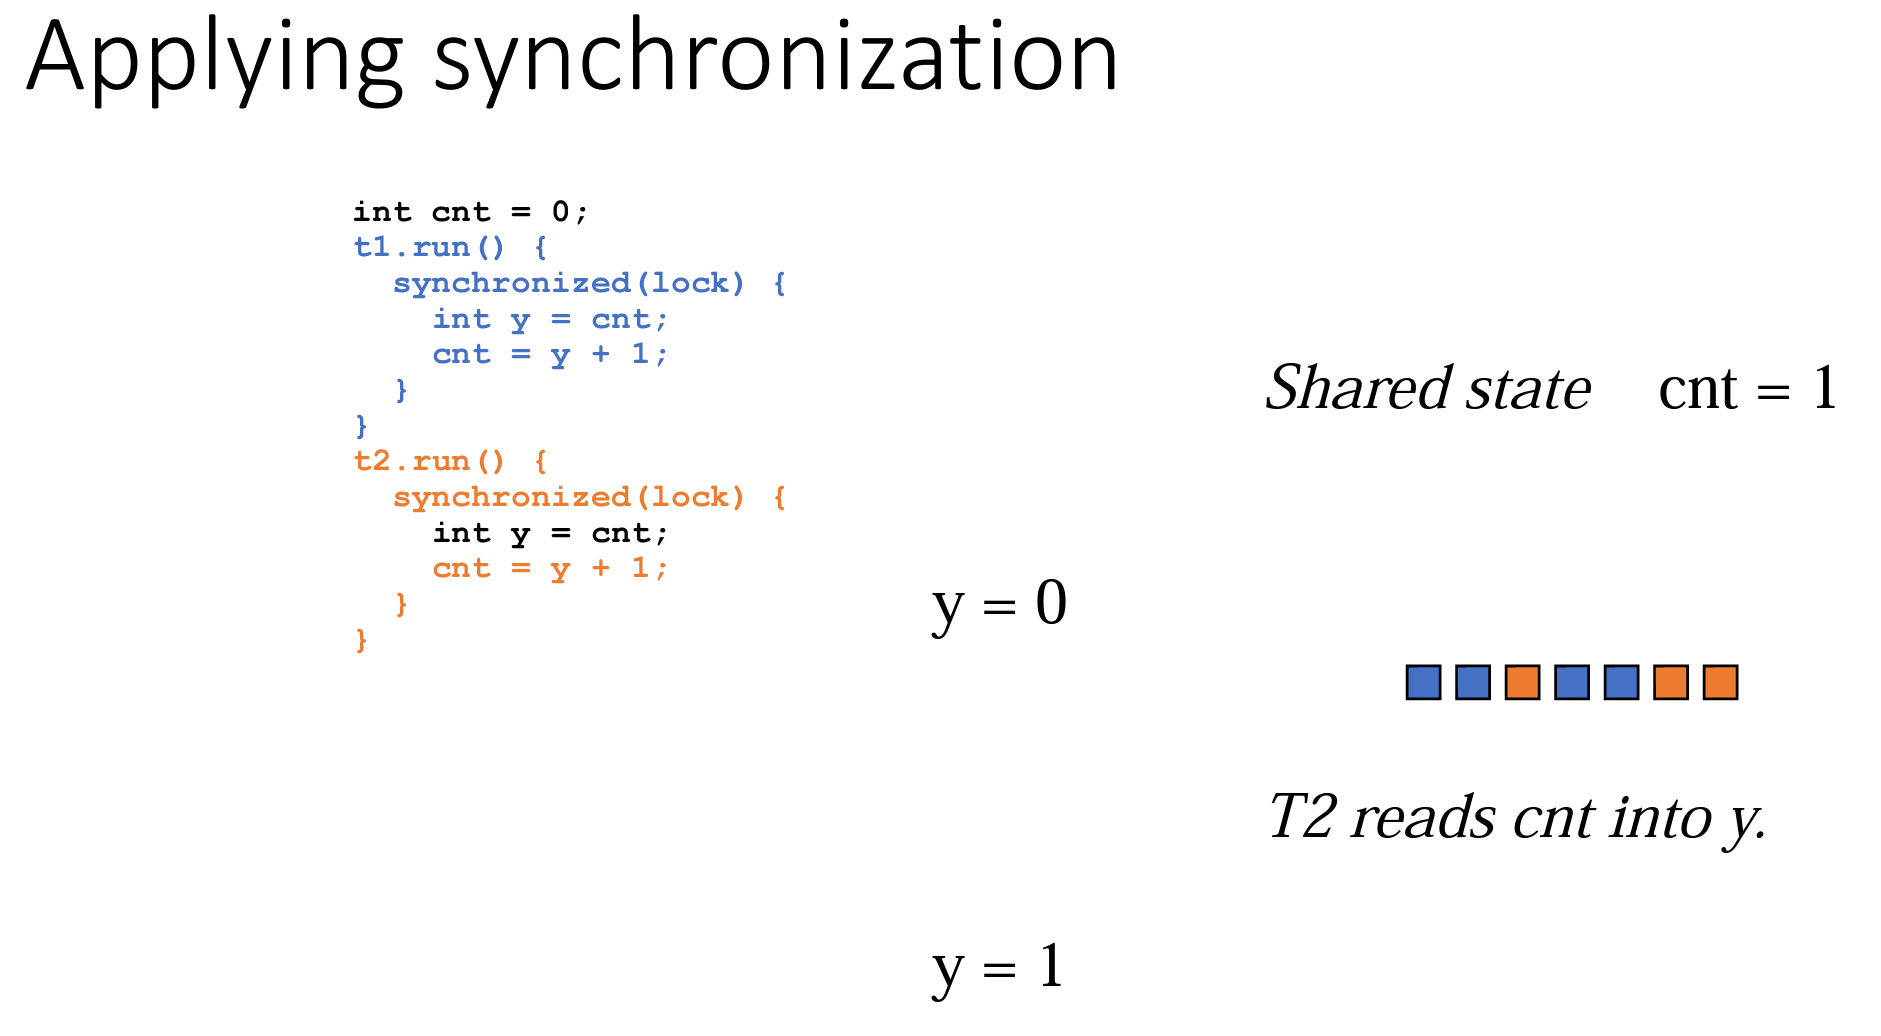 Applying synchronization
int cnt = 0;
t1.run() {
  synchronized(lock) {
    int y = cnt;
    cnt = y + 1;
  }
}
t2.run() {
  synchronized(lock) {
    int y = cnt;
    cnt = y + 1;
  }
}
Shared state cnt = 1
y = 0
T2 reads cnt into y.
y = 1